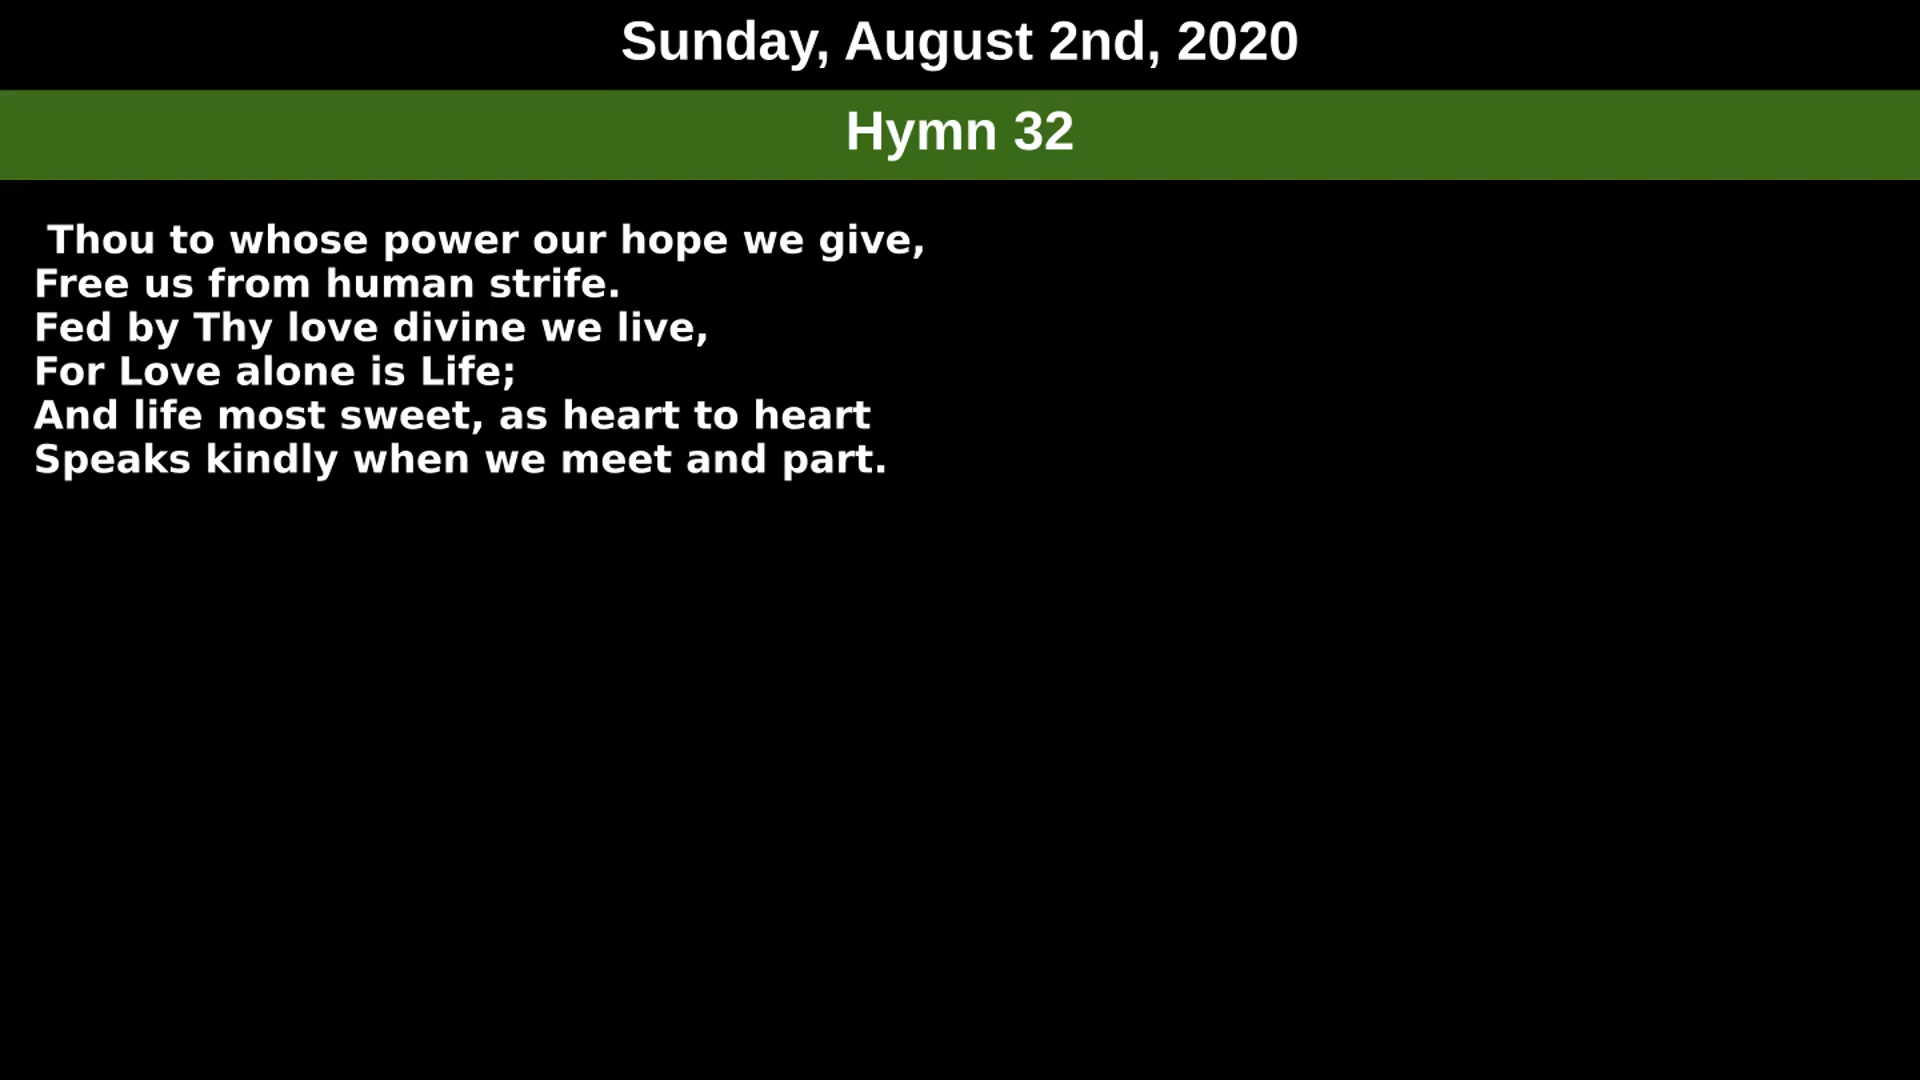 Sunday, August 2nd, 2020
Hymn 32
Thou to whose power our hope we give,
Free us from human strife.
Fed by Thy love divine we live,
For Love alone is Life;
And life most sweet, as heart to heart
Speaks kindly when we meet and part.